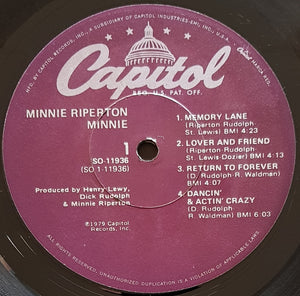 MFG. BY CAPITOL RECORDS, INC., A SUBSIDIARY OF CAPITOL INDUSTRIES-EMI, INC., U.S.A.
MARCA REG.
Capitol
REG. U.S. PAT. OFF.
MINNIE RIPERTON
MINNIE
1
SO-11936
(SO 1-11936)
Produced by Henry Lewy,
Dick Rudolph
& Minnie Riperton
℗1979 Capitol
Records, Inc.
1. MEMORY LANE
(Riperton-Rudolph
St. Lewis) BMI 4:23
2. LOVER AND FRIEND
(Riperton-Rudolph
St. Lewis-Dozier) BMI
3. RETURN TO FOREVER
(D. Rudolph-R. Waldman)
BMI 4:07
4. DANCIN'
& ACTIN' CRAZY
(D. Rudolph-
R. Waldman) BMI 6:03
ALL RIGHTS RESERVED. UNAUTHORIZED DUPLICATION IS A VIOLATION OF APPLICABLE LAWS.